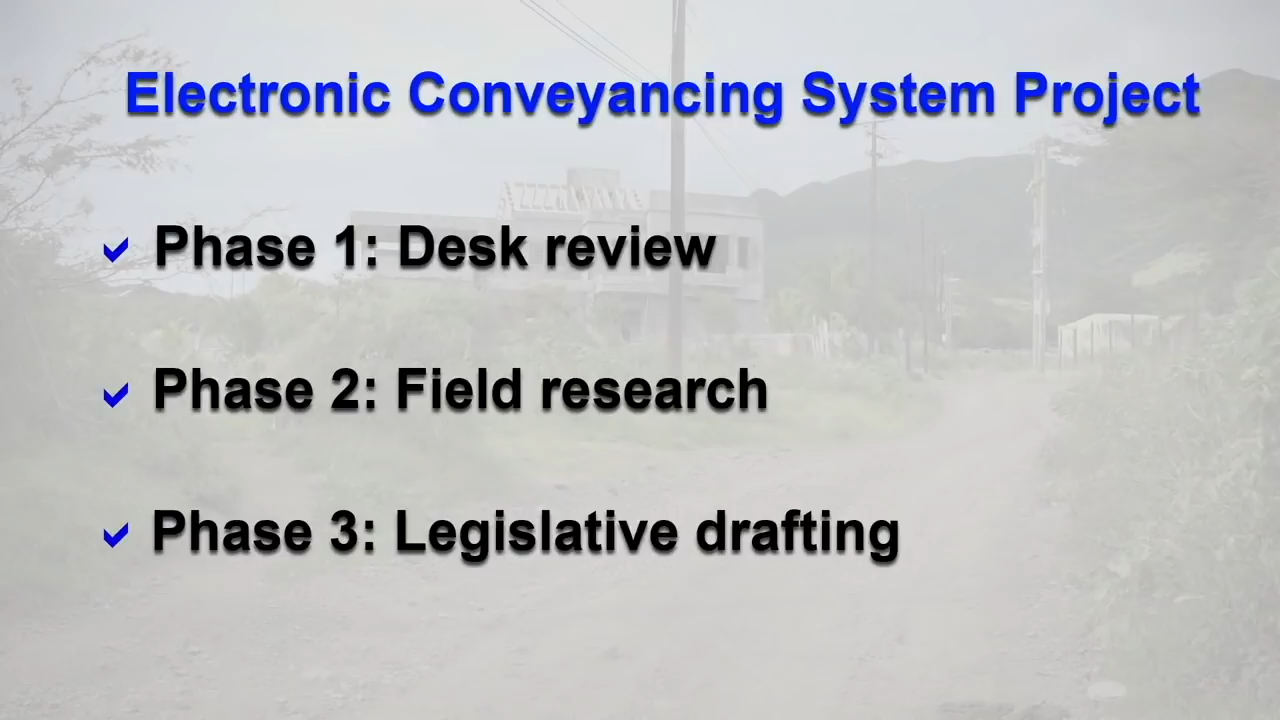 Electronic Conveyancing System Project
Phase 1: Desk review
Phase 2: Field research
Phase 3: Legislative drafting